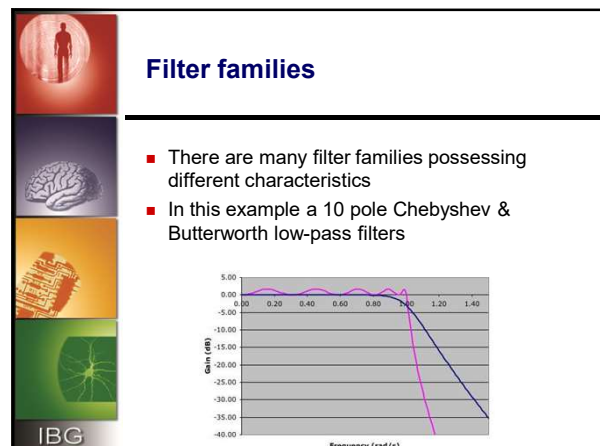 Filter families
There are many filter families possessing
different characteristics
In this example a 10 pole Chebyshev &
Butterworth low-pass filters
5.00
0.00
0.00 0.20 0.40 0.60 0.80 1.00 1.20 1.40
-5.00
-10.00
-15.00
-20.00
-25.00
-30.00
-35.00
-40.00
Gain (dB)
Frequency (rad/s)
IBG